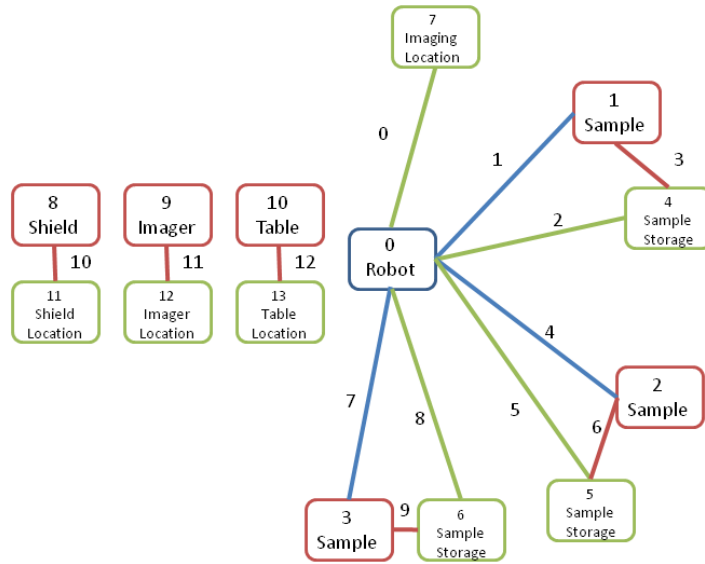 7
Imaging
Location
0
1
Sample
1
3
4
Sample
Storage
2
8
Shield
9
Imager
10
Table
0
Robot
10
11
12
11
Shield
Location
12
Imager
Location
13
Table
Location
4
2
Sample
7
8
5
6
3
Sample
9
6
Sample
Storage
5
Sample
Storage